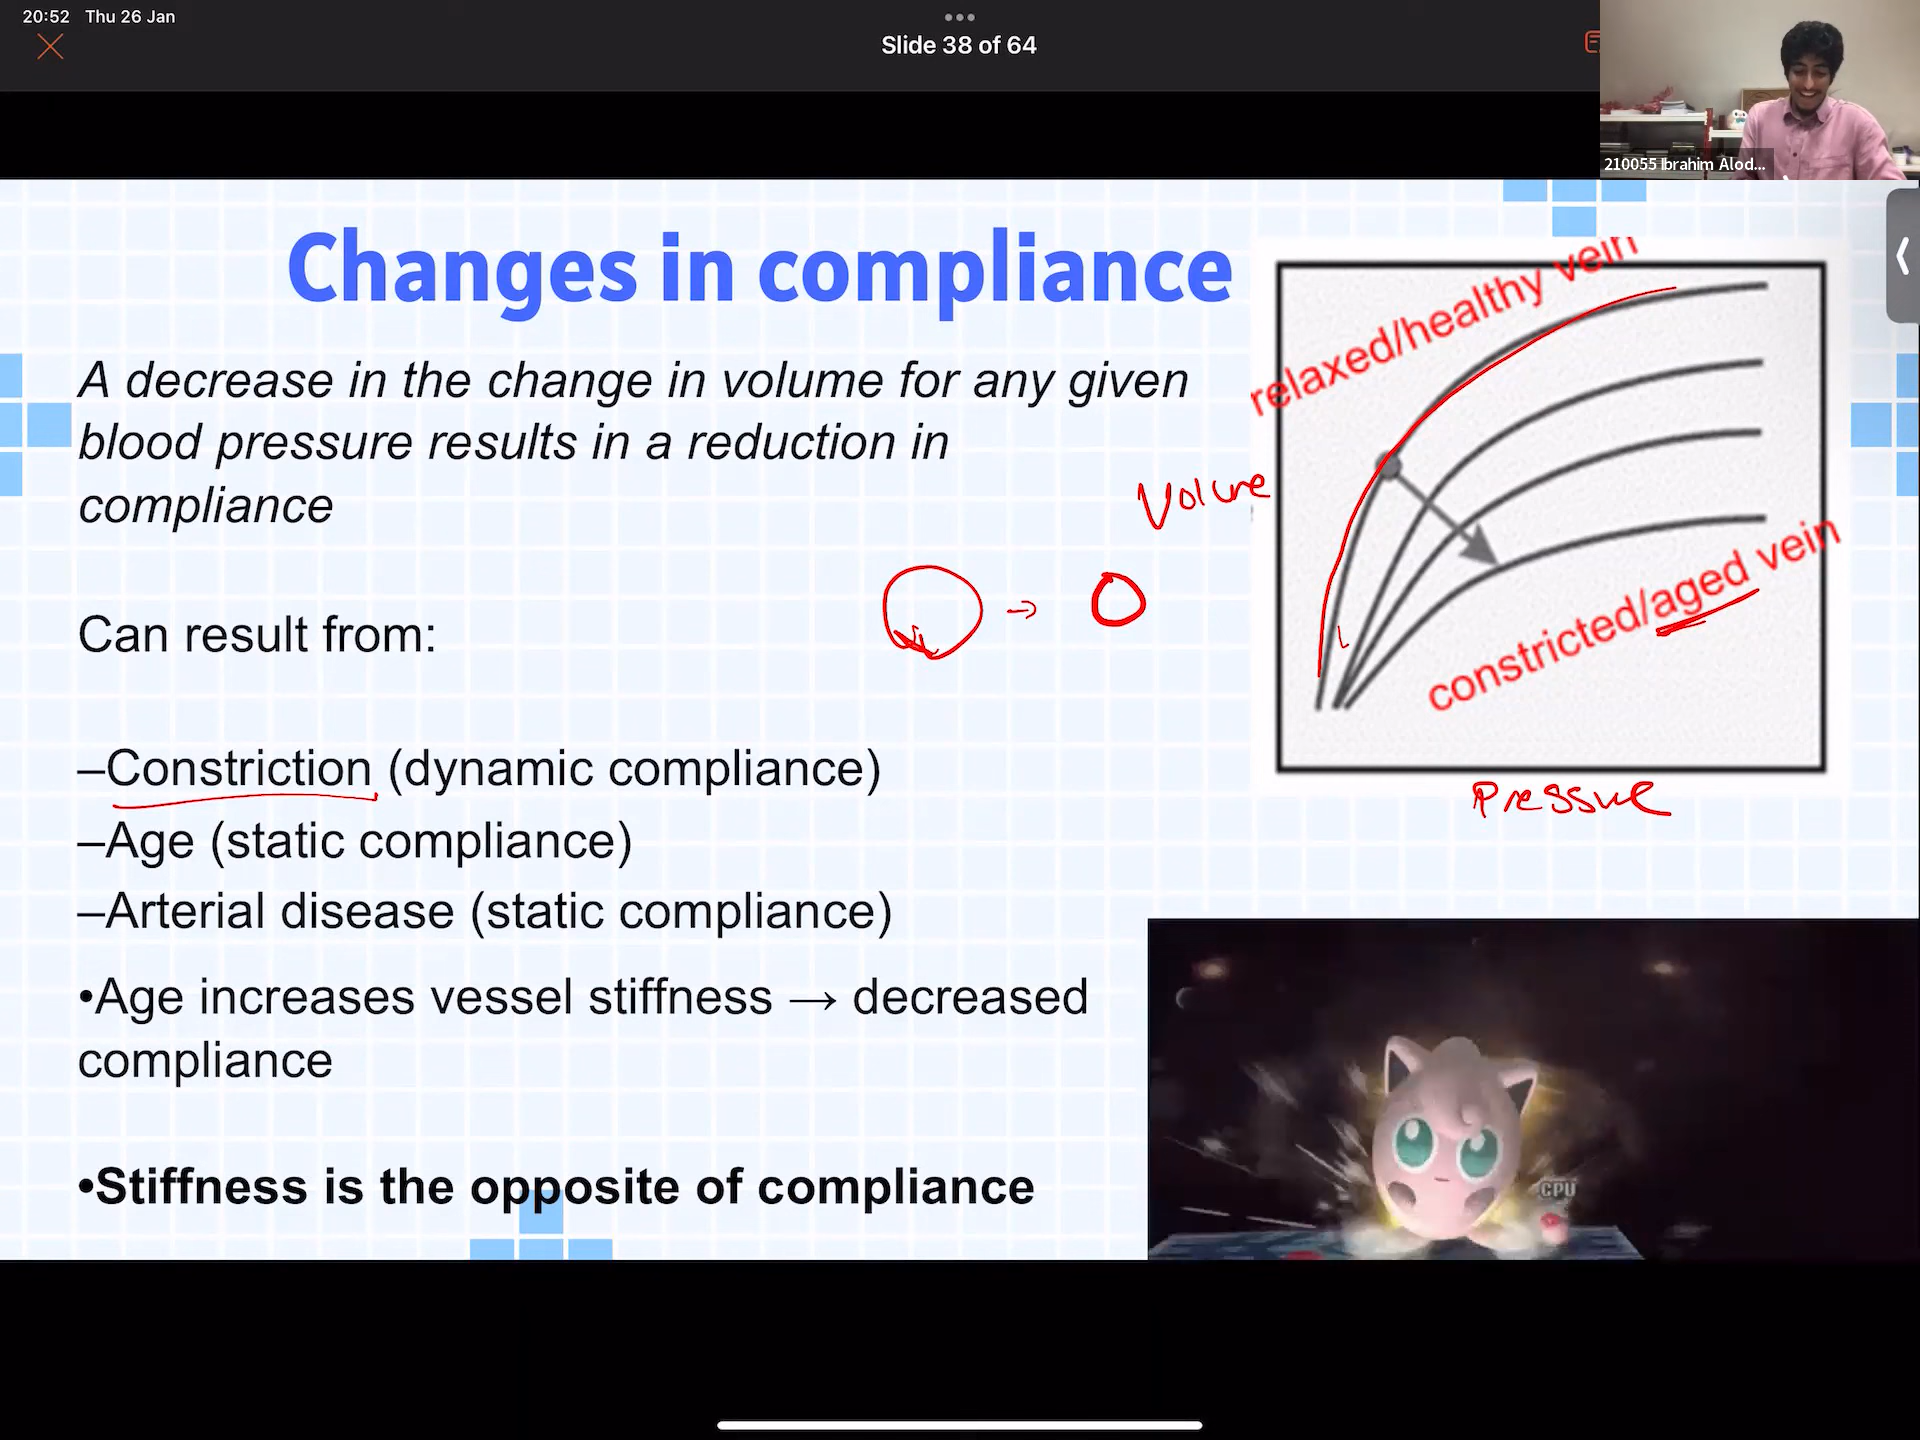 20:52 Thu 26 Jan
Slide 38 of 64
210055 Ibrahim Alod...
Changes in compliance
A decrease in the change in volume for any given
blood pressure results in a reduction in
compliance
Can result from:
–Constriction (dynamic compliance)
–Age (static compliance)
–Arterial disease (static compliance)
•Age increases vessel stiffness → decreased
compliance
•Stiffness is the opposite of compliance
relaxed/healthy vein
Volume
constricted/aged vein
Pressure
CPU